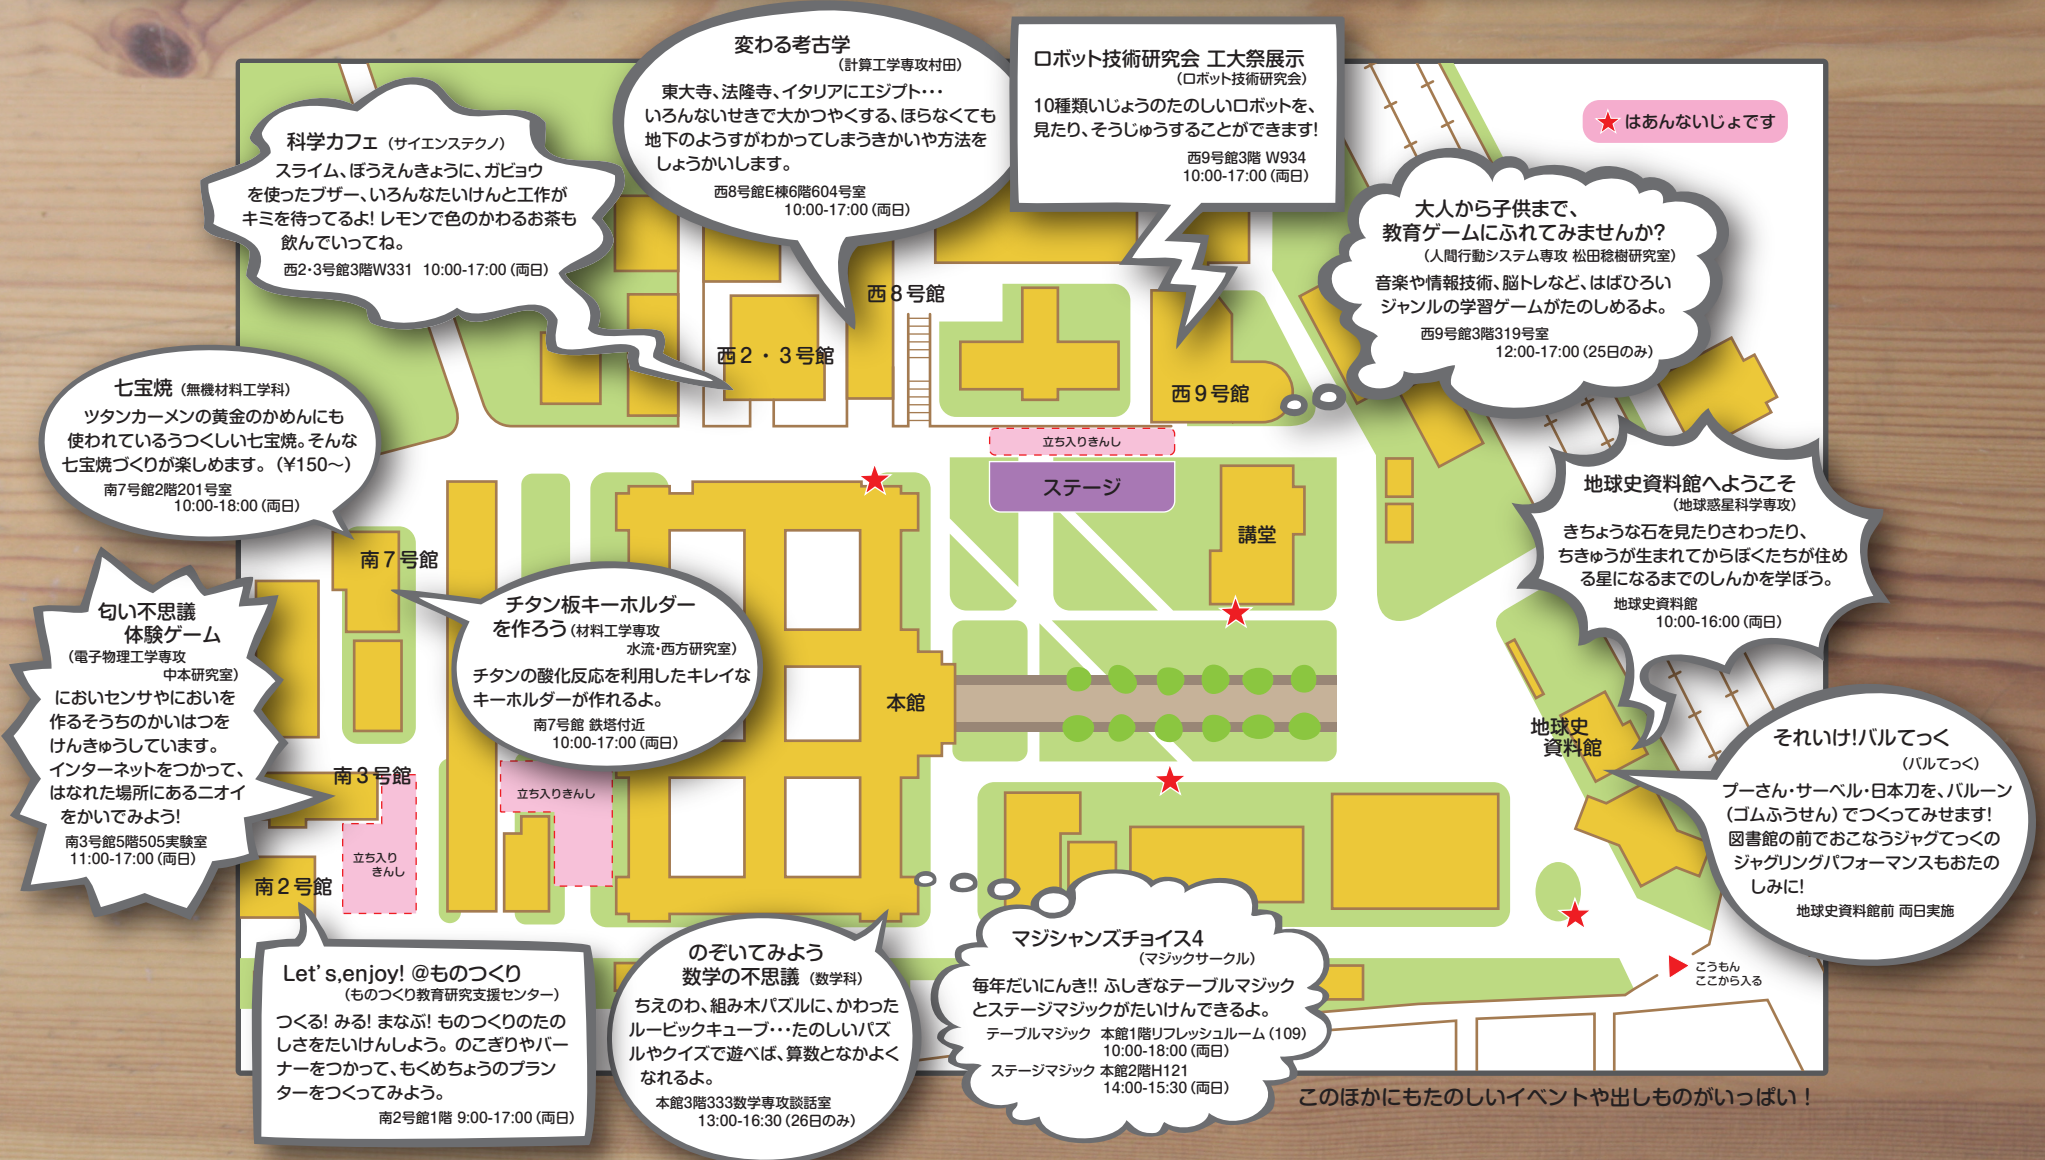 変わる考古学
（計算工学専攻村田）
東大寺、法隆寺、イタリアにエジプト・・・
いろんないせきで大かつやくする、ほらなくても
地下のようすがわかってしまうきかいや方法を
しょうかいします。
西8号館E棟6階604号室
10:00-17:00（両日）
ロボット技術研究会 工大祭展示
（ロボット技術研究会）
10種類いじょうのたのしいロボットを、
見たり、そうじゅうすることができます!
西9号館3階 W934
10:00-17:00（両日）
★はあんないじょです
科学カフェ（サイエンステクノ）
スライム、ぼうえんきょうに、ガビョウ
を使ったブザー、いろんなたいけんと工作が
キミを待ってるよ! レモンで色のかわるお茶も
飲んでいってね。
西2・3号館3階W331 10:00-17:00（両日）
大人から子供まで、
教育ゲームにふれてみませんか?
（人間行動システム専攻 松田稔樹研究室）
音楽や情報技術、脳トレなど、はばひろい
ジャンルの学習ゲームがたのしめるよ。
西9号館3階319号室
12:00-17:00（25日のみ）
西８号館
西２・３号館
西９号館
七宝焼（無機材料工学科）
ツタンカーメンの黄金のかめんにも
使われているうつくしい七宝焼。そんな
七宝焼づくりが楽しめます。（¥150〜）
南7号館2階201号室
10:00-18:00（両日）
立ち入りきんし
ステージ
講堂
地球史資料館へようこそ
（地球惑星科学専攻）
きちょうな石を見たりさわったり、
ちきゅうが生まれてからぼくたちが住め
る星になるまでのしんかを学ぼう。
地球史資料館
10:00-16:00（両日）
南７号館
匂い不思議
体験ゲーム
（電子物理工学専攻
中本研究室）
においセンサやにおいを
作るそうちのかいはつを
けんきゅうしています。
インターネットをつかって、
はなれた場所にあるニオイ
をかいでみよう!
南3号館5階505実験室
11:00-17:00（両日）
チタン板キーホルダー
を作ろう（材料工学専攻
水流・西方研究室）
チタンの酸化反応を利用したキレイな
キーホルダーが作れるよ。
南7号館 鉄塔付近
10:00-17:00（両日）
本館
地球史
資料館
それいけ!バルてっく
（バルてっく）
プーさん・サーベル・日本刀を、バルーン
（ゴムふうせん）でつくってみせます!
図書館の前でおこなうジャグてっくの
ジャグリングパフォーマンスもおたの
しみに!
地球史資料館前 両日実施
南３号館
立ち入りきんし
立ち入り
きんし
南２号館
Let’s,enjoy! @ものつくり
（ものつくり教育研究支援センター）
つくる! みる! まなぶ! ものつくりのたの
しさをたいけんしよう。のこぎりやバー
ナーをつかって、もくめちょうのプラン
ターをつくってみよう。
南2号館1階 9:00-17:00（両日）
のぞいてみよう
数学の不思議（数学科）
ちえのわ、組み木パズルに、かわった
ルービックキューブ・・・たのしいパズ
ルやクイズで遊べば、算数となかよく
なれるよ。
本館3階333数学専攻談話室
13:00-16:30（26日のみ）
マジシャンズチョイス4
（マジックサークル）
毎年だいにんき!! ふしぎなテーブルマジック
とステージマジックがたいけんできるよ。
テーブルマジック 本館1階リフレッシュルーム（109）
10:00-18:00（両日）
ステージマジック 本館2階H121
14:00-15:30（両日）
こうもん
ここから入る
このほかにもたのしいイベントや出しものがいっぱい！